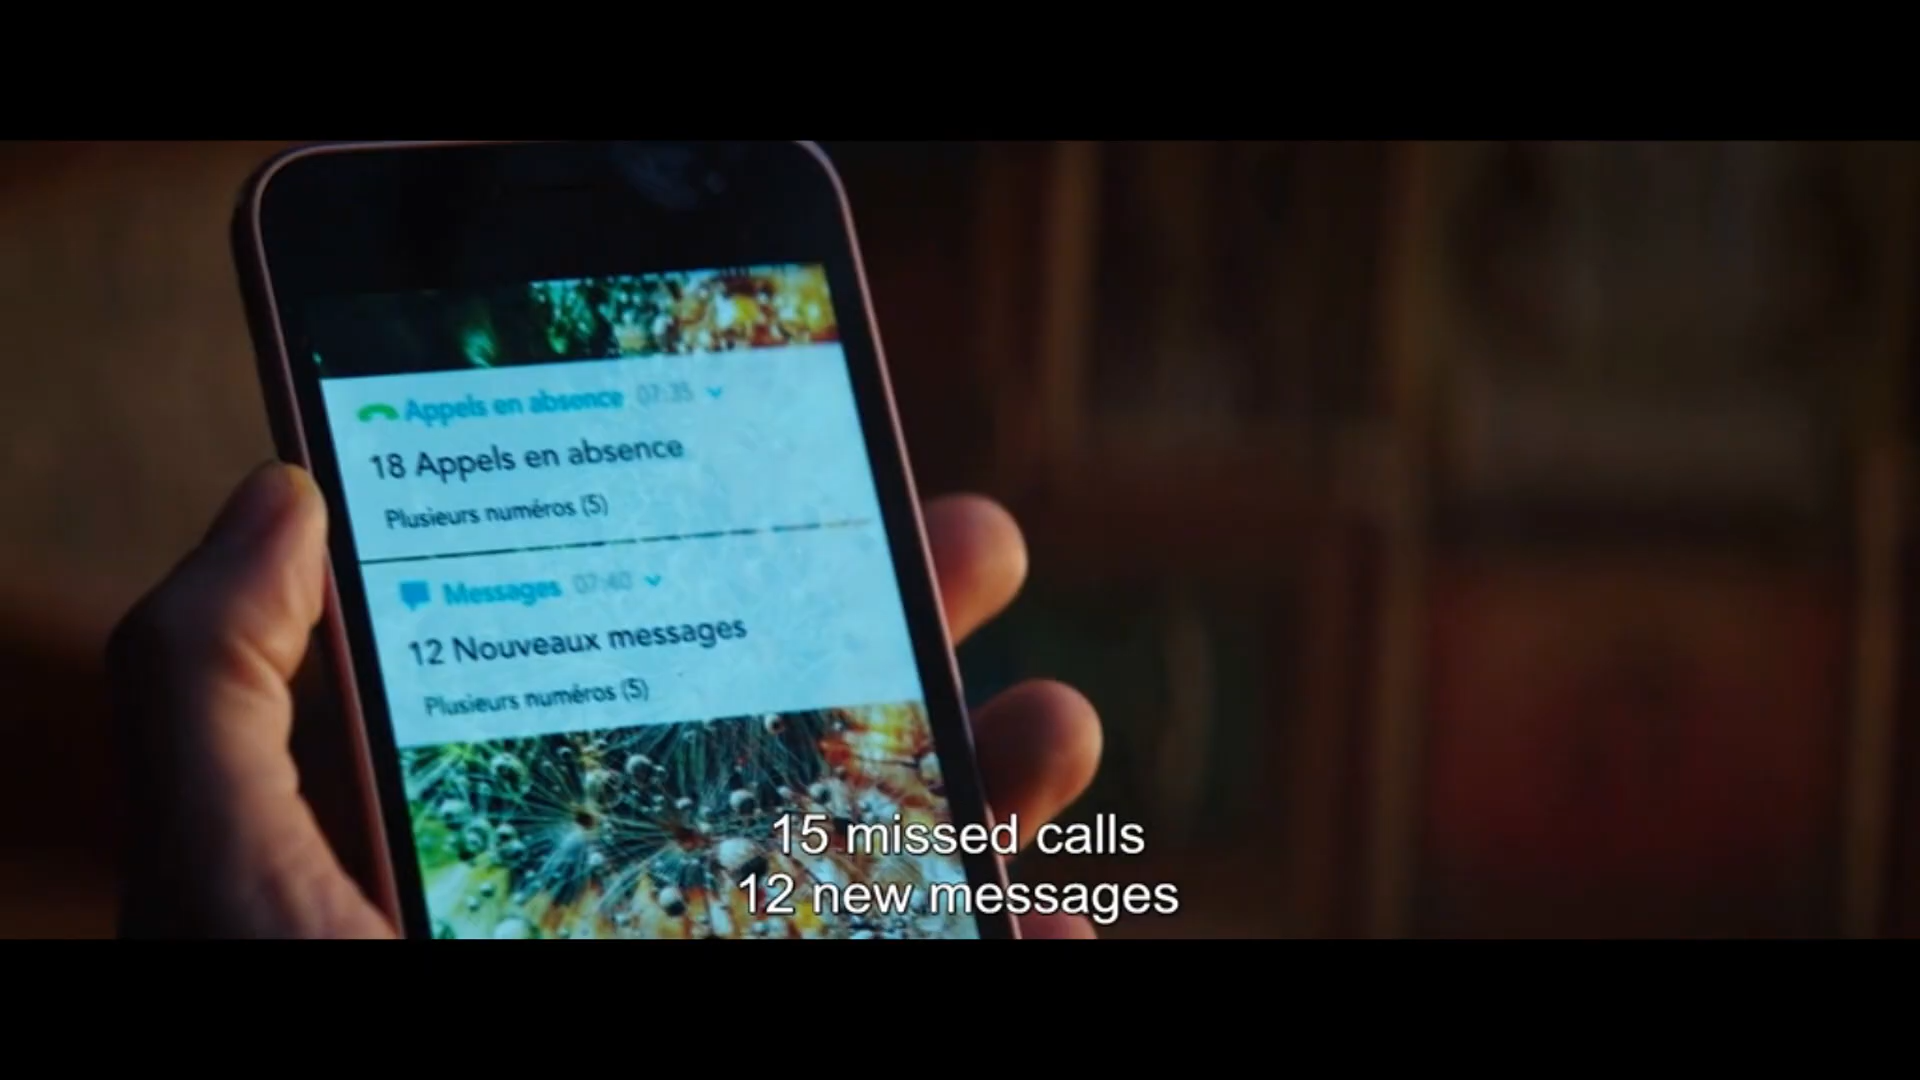 Appels en absence 07:35
18 Appels en absence
Plusieurs numéros (5)
Messages 07:40
12 Nouveaux messages
Plusieurs numéros (5)
15 missed calls
12 new messages